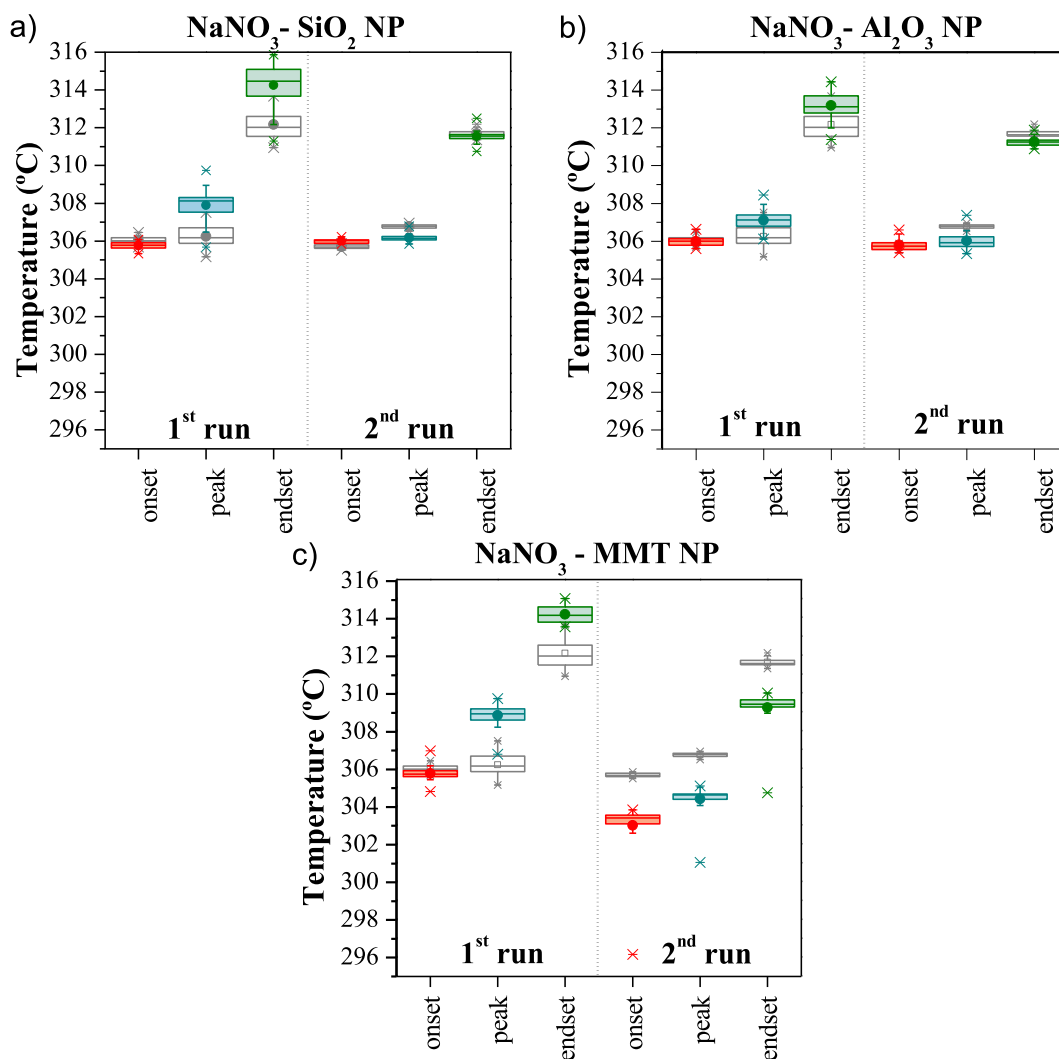 a)
NaNO₃- SiO₂ NP
Temperature (ºC)
316
314
312
310
308
306
304
302
300
298
296
1ˢᵗ run
2ⁿᵈ run
onset
peak
endset
onset
peak
endset
b)
NaNO₃- Al₂O₃ NP
Temperature (ºC)
316
314
312
310
308
306
304
302
300
298
296
1ˢᵗ run
2ⁿᵈ run
onset
peak
endset
onset
peak
endset
c)
NaNO₃ - MMT NP
Temperature (ºC)
316
314
312
310
308
306
304
302
300
298
296
1ˢᵗ run
2ⁿᵈ run
onset
peak
endset
onset
peak
endset